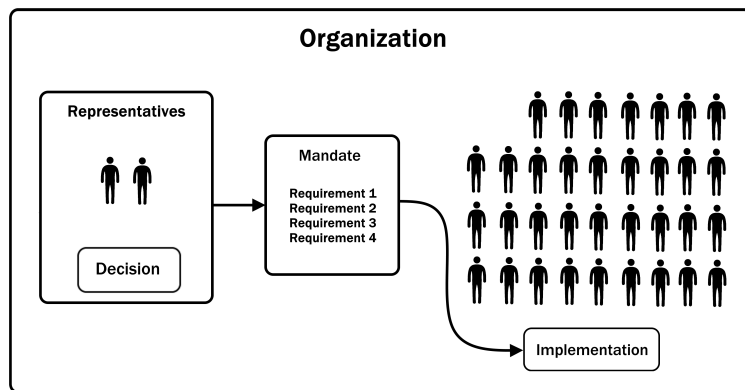 Organization
Representatives
Decision
Mandate
Requirement 1
Requirement 2
Requirement 3
Requirement 4
Implementation